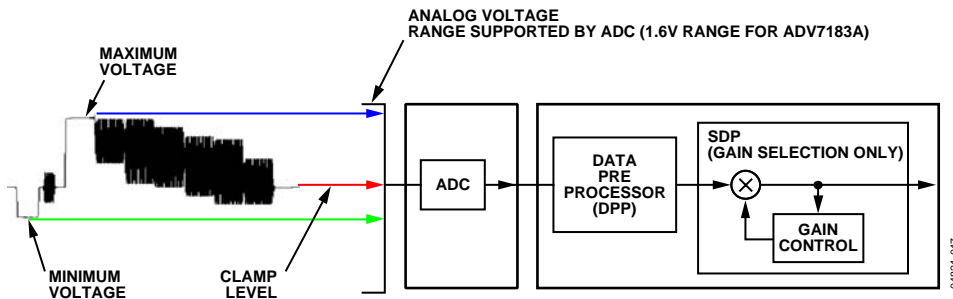 ANALOG VOLTAGE
RANGE SUPPORTED BY ADC (1.6V RANGE FOR ADV7183A)
MAXIMUM
VOLTAGE
SDP
(GAIN SELECTION ONLY)
DATA
PRE
PROCESSOR
(DPP)
ADC
GAIN
CONTROL
MINIMUM
VOLTAGE
CLAMP
LEVEL